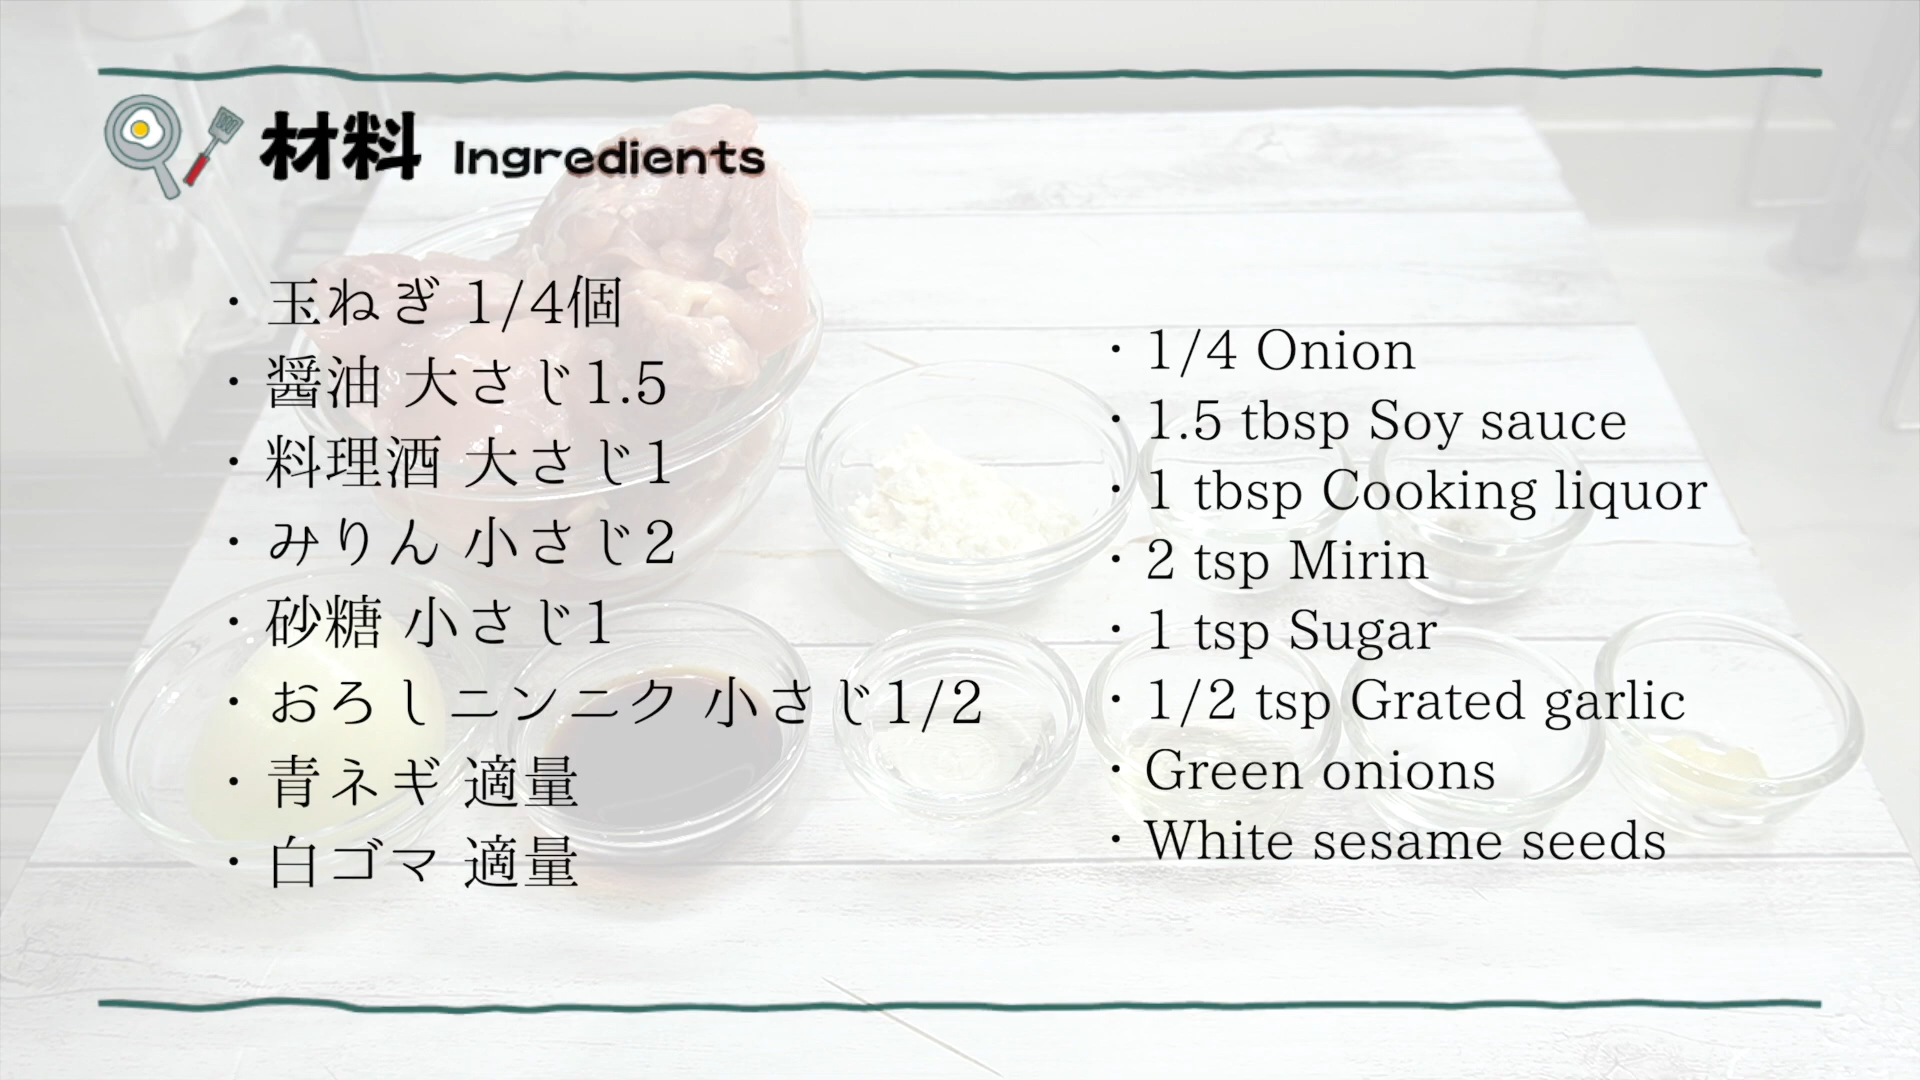 材料 Ingredients
・玉ねぎ 1/4個
・醤油 大さじ1.5
・料理酒 大さじ1
・みりん 小さじ2
・砂糖 小さじ1
・おろしニンニク 小さじ1/2
・青ネギ 適量
・白ゴマ 適量
・1/4 Onion
・1.5 tbsp Soy sauce
・1 tbsp Cooking liquor
・2 tsp Mirin
・1 tsp Sugar
・1/2 tsp Grated garlic
・Green onions
・White sesame seeds